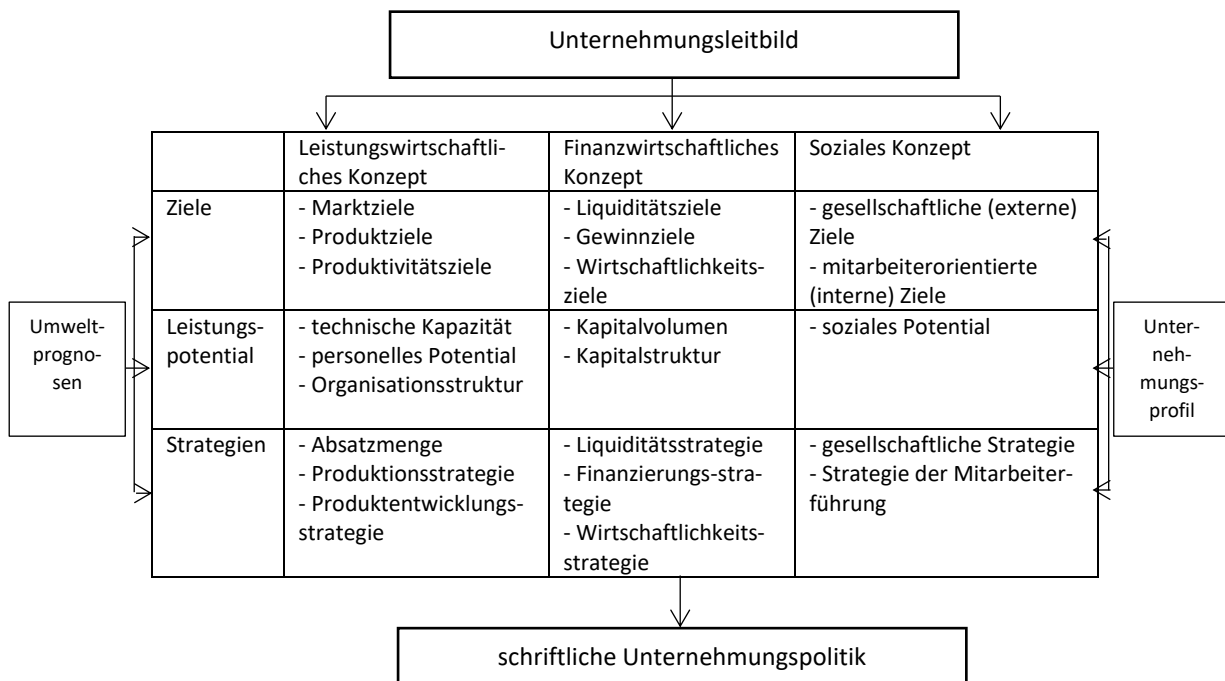 Unternehmungsleitbild
Leistungswirtschaftli-
ches Konzept
Finanzwirtschaftliches
Konzept
Soziales Konzept
Ziele
- Marktziele
- Produktziele
- Produktivitätsziele
- Liquiditätsziele
- Gewinnziele
- Wirtschaftlichkeits-
ziele
- gesellschaftliche (externe)
Ziele
- mitarbeiterorientierte
(interne) Ziele
Umwelt-
progno-
sen
Leistungs-
potential
- technische Kapazität
- personelles Potential
- Organisationsstruktur
- Kapitalvolumen
- Kapitalstruktur
- soziales Potential
Unter-
neh-
mungs-
profil
Strategien
- Absatzmenge
- Produktionsstrategie
- Produktentwicklungs-
strategie
- Liquiditätsstrategie
- Finanzierungs-stra-
tegie
- Wirtschaftlichkeits-
strategie
- gesellschaftliche Strategie
- Strategie der Mitarbeiter-
führung
schriftliche Unternehmungspolitik